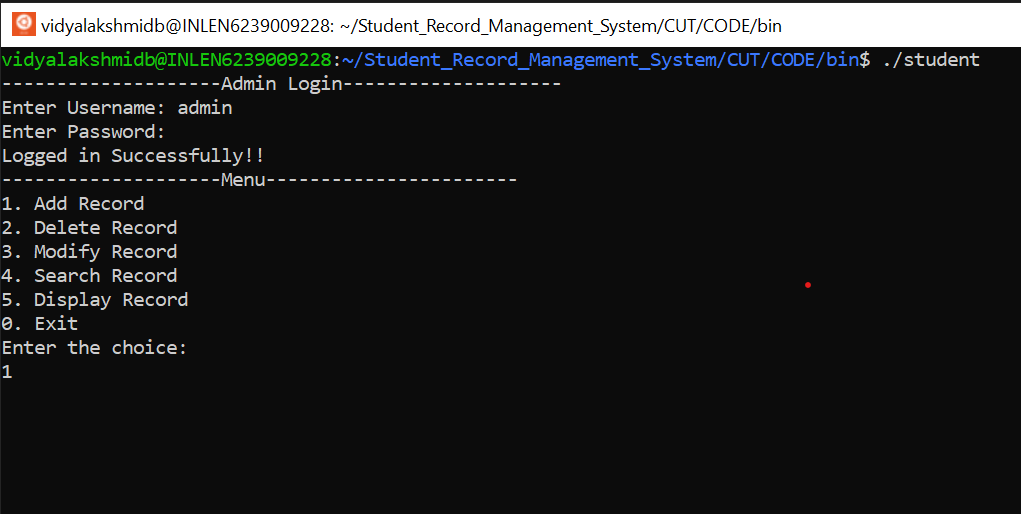 vidyalakshmidb@INLEN6239009228: ~/Student_Record_Management_System/CUT/CODE/bin
vidyalakshmidb@INLEN6239009228:~/Student_Record_Management_System/CUT/CODE/bin$ ./student
--------------------Admin Login--------------------
Enter Username: admin
Enter Password:
Logged in Successfully!!
--------------------Menu-----------------------
1. Add Record
2. Delete Record
3. Modify Record
4. Search Record
5. Display Record
0. Exit
Enter the choice:
1